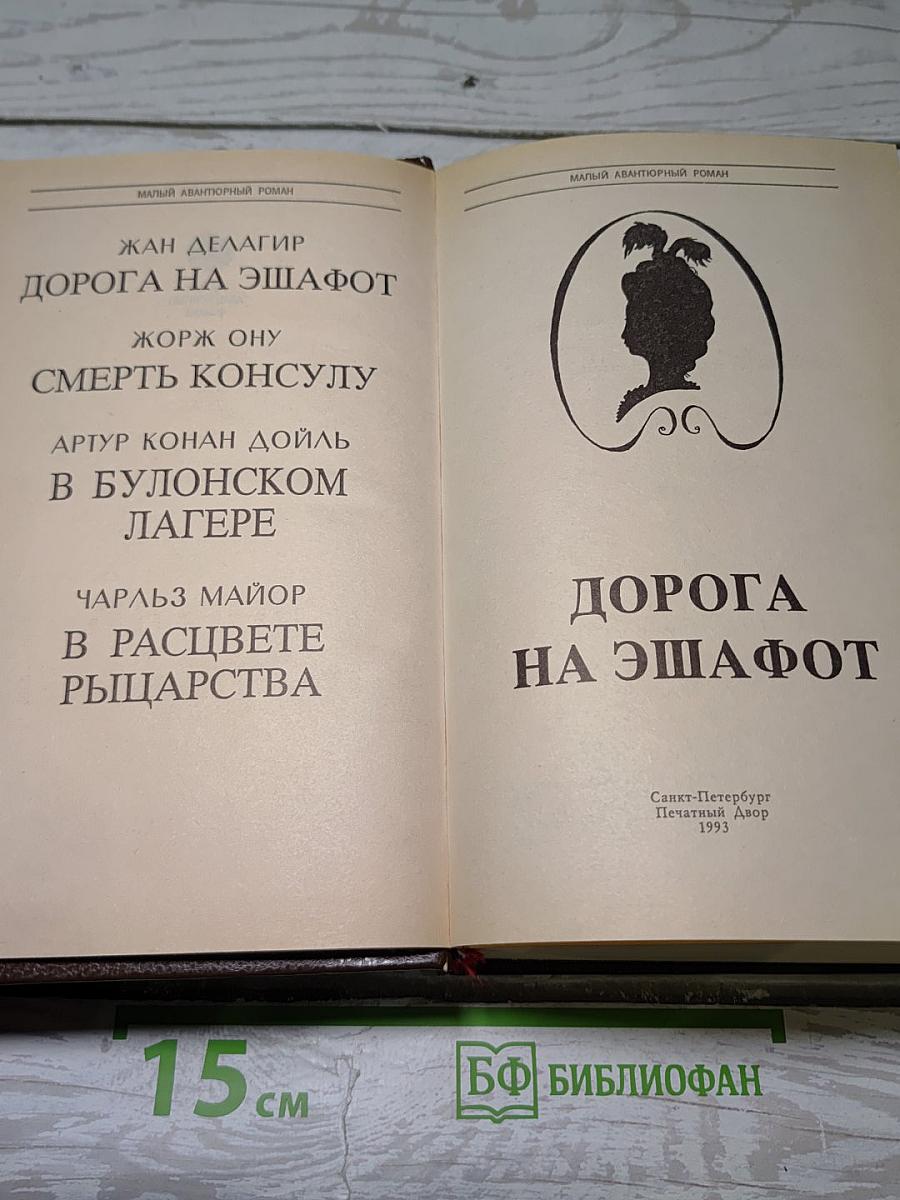 МАЛЫЙ АВАНТЮРНЫЙ РОМАН
ЖАН ДЕЛАГИР
ДОРОГА НА ЭШАФОТ
ЖОРЖ ОНУ
СМЕРТЬ КОНСУЛУ
АРТУР КОНАН ДОЙЛЬ
В БУЛОНСКОМ
ЛАГЕРЕ
ЧАРЛЬЗ МАЙОР
В РАСЦВЕТЕ
РЫЦАРСТВА
МАЛЫЙ АВАНТЮРНЫЙ РОМАН
ДОРОГА
НА ЭШАФОТ
Санкт-Петербург
Печатный Двор
1993
15 см
БФ БИБЛИОФАН